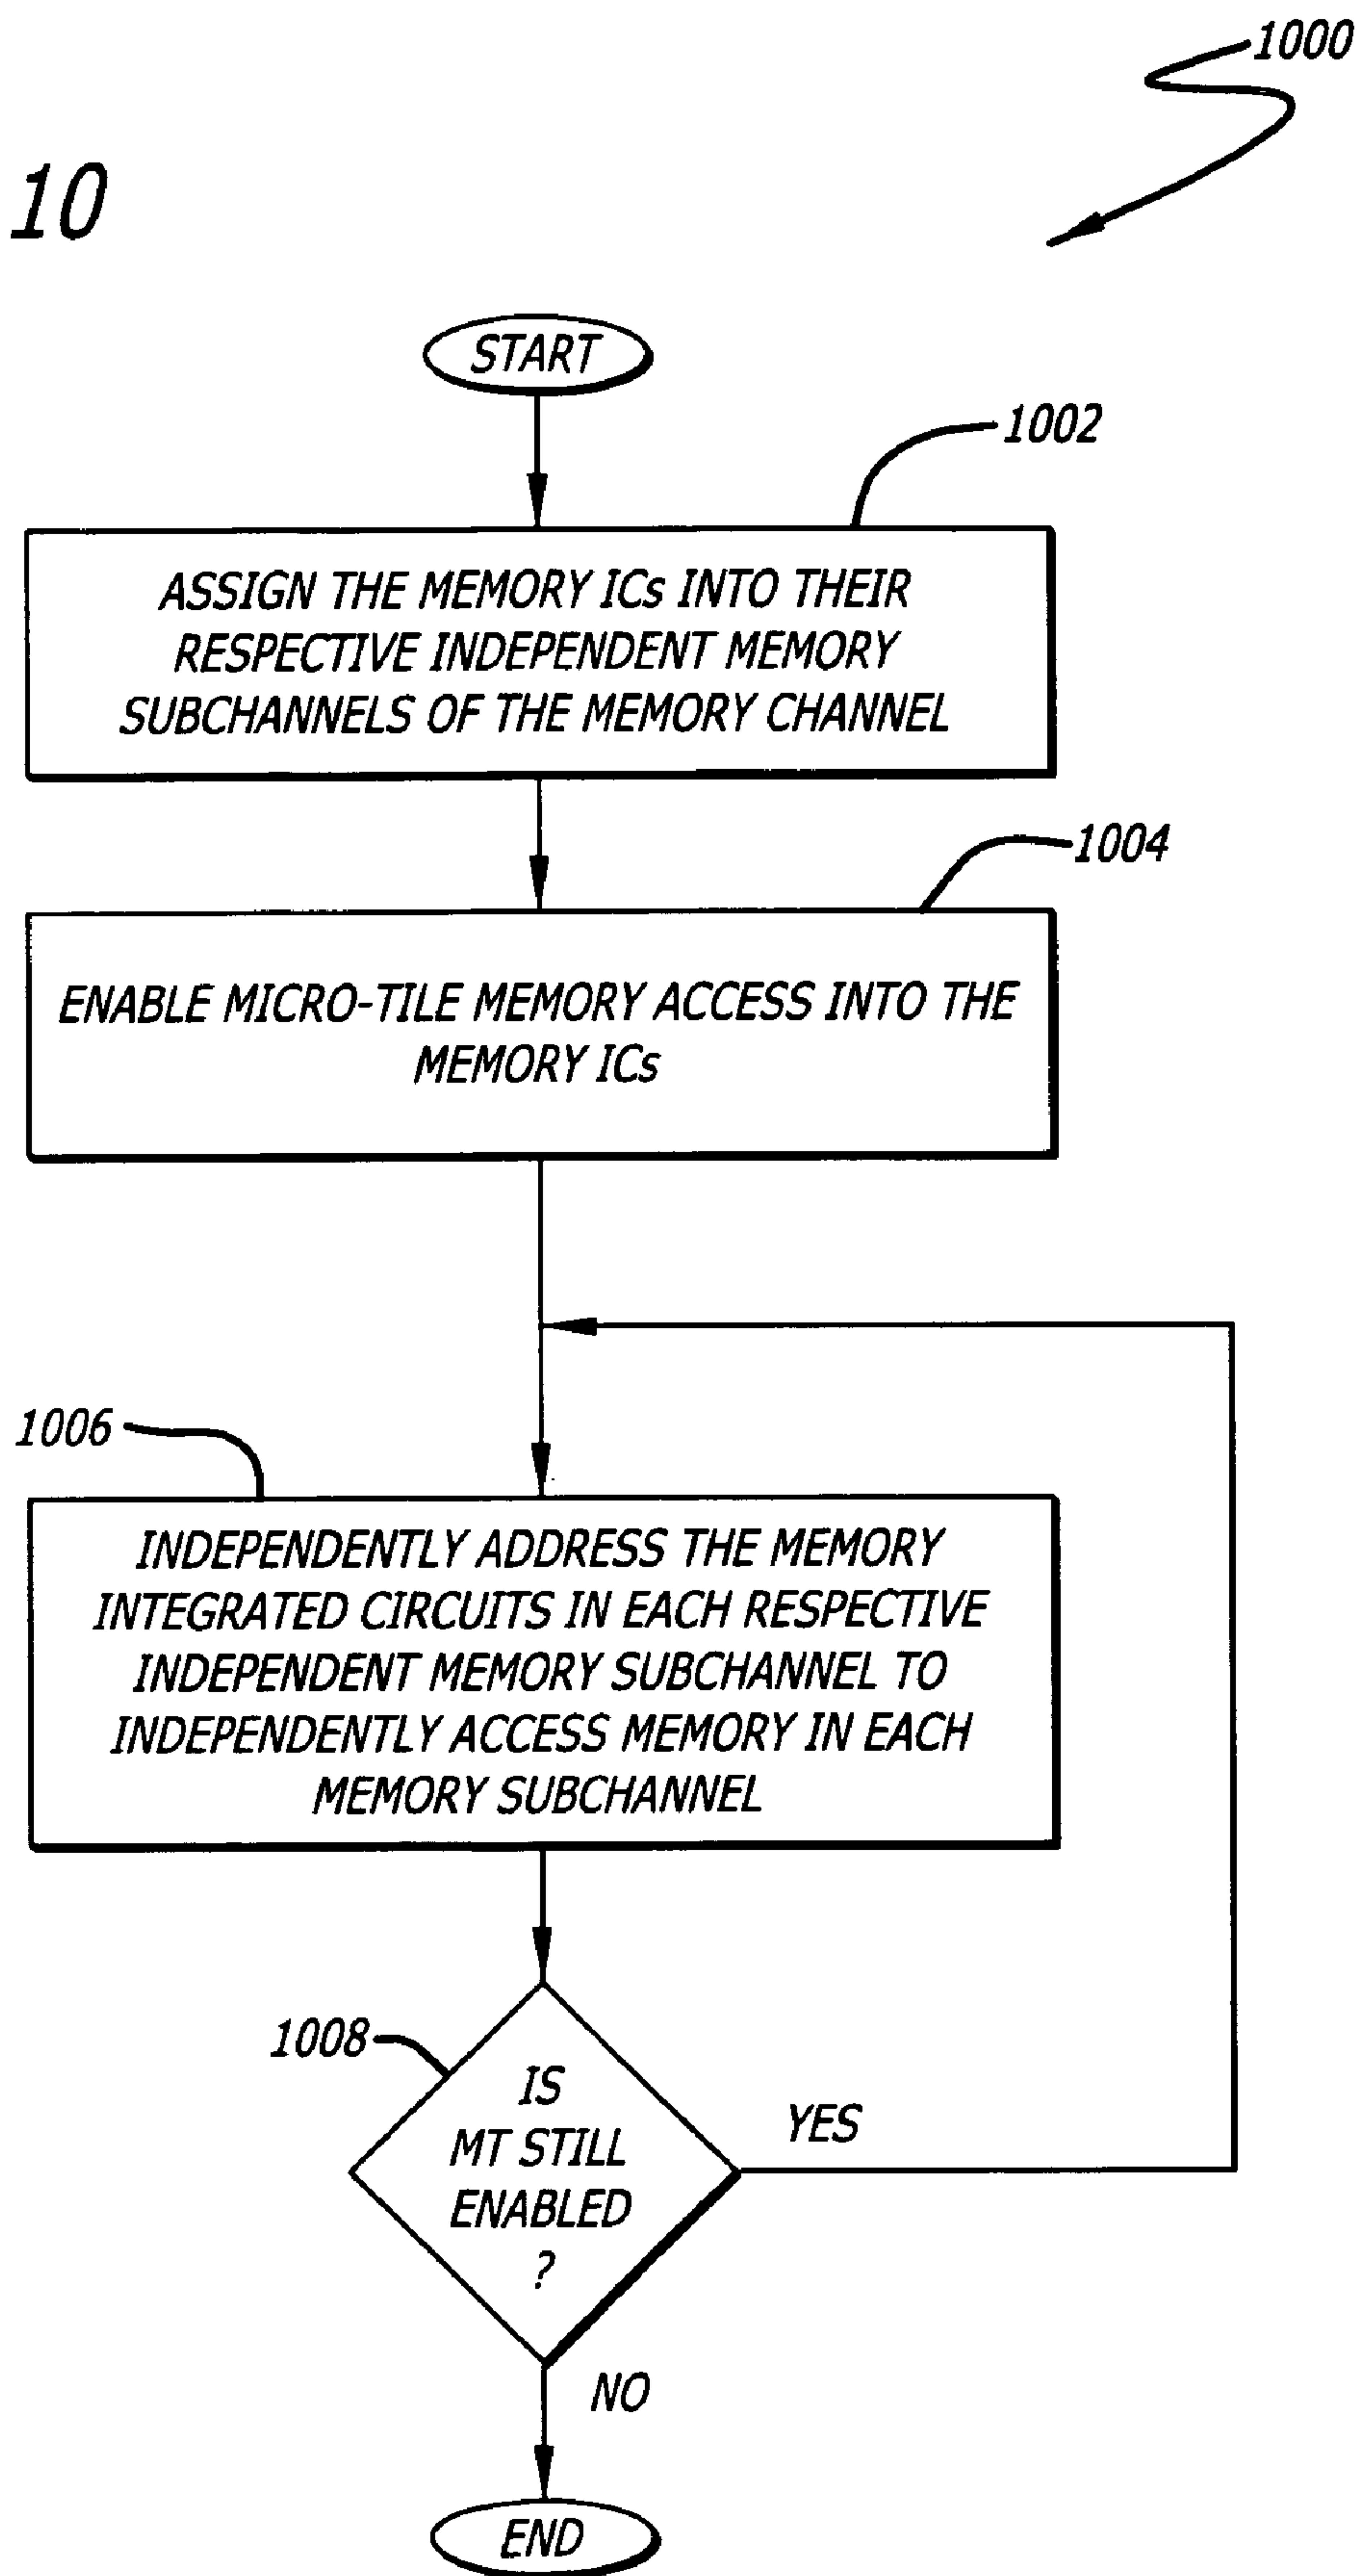 1000
10
START
1002
ASSIGN THE MEMORY ICs INTO THEIR
RESPECTIVE INDEPENDENT MEMORY
SUBCHANNELS OF THE MEMORY CHANNEL
1004
ENABLE MICRO-TILE MEMORY ACCESS INTO THE
MEMORY ICs
1006
INDEPENDENTLY ADDRESS THE MEMORY
INTEGRATED CIRCUITS IN EACH RESPECTIVE
INDEPENDENT MEMORY SUBCHANNEL TO
INDEPENDENTLY ACCESS MEMORY IN EACH
MEMORY SUBCHANNEL
1008
IS
MT STILL
ENABLED
?
YES
NO
END